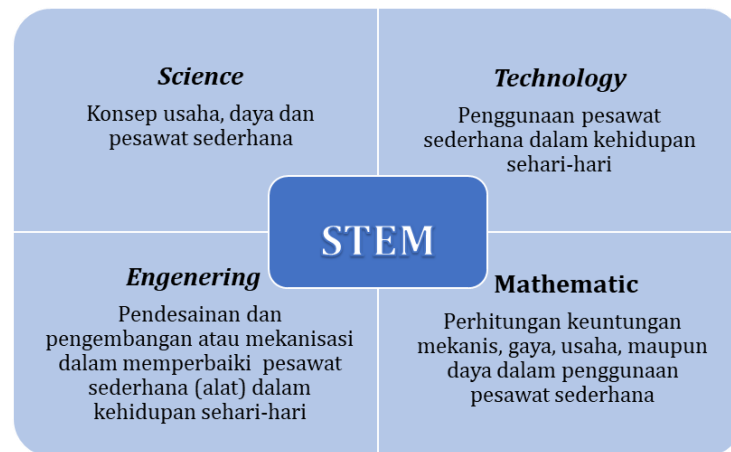 Science
Konsep usaha, daya dan
pesawat sederhana
Technology
Penggunaan pesawat
sederhana dalam kehidupan
sehari-hari
STEM
Engenering
Pendesainan dan
pengembangan atau mekanisasi
dalam memperbaiki pesawat
sederhana (alat) dalam
kehidupan sehari-hari
Mathematic
Perhitungan keuntungan
mekanis, gaya, usaha, maupun
daya dalam penggunaan
pesawat sederhana